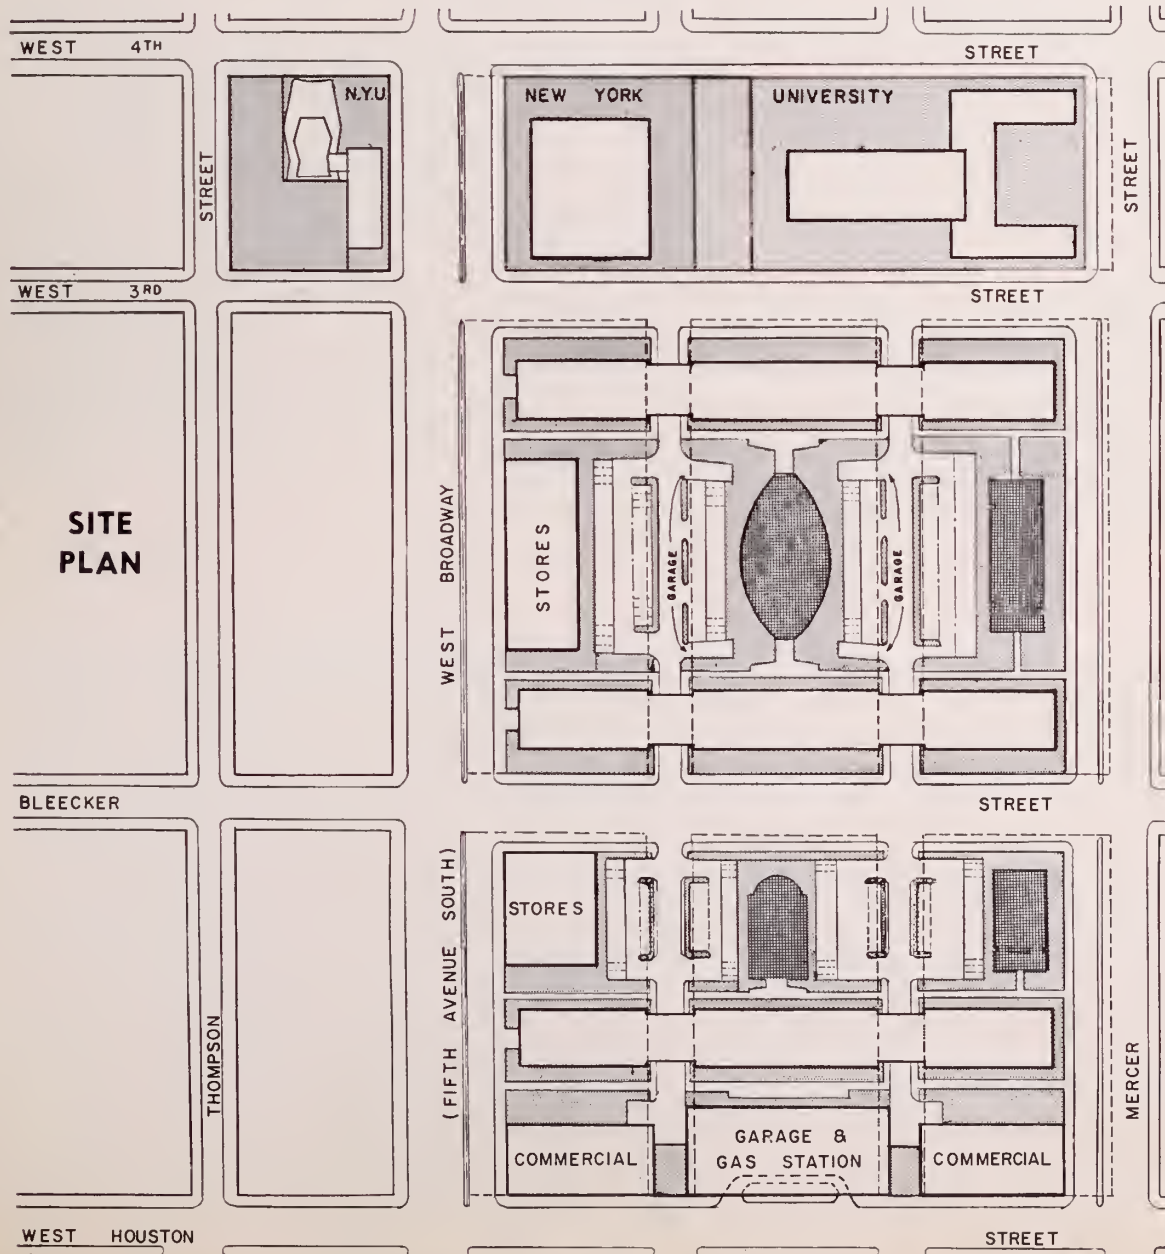 WEST 4TH STREET
N.Y.U.
NEW YORK UNIVERSITY
STREET
STREET
WEST 3RD STREET
SITE
PLAN
WEST BROADWAY
STORES
GARAGE
GARAGE
BLEECKER STREET
(FIFTH AVENUE SOUTH)
STORES
THOMPSON
MERCER
COMMERCIAL
GARAGE &
GAS STATION
COMMERCIAL
WEST HOUSTON STREET